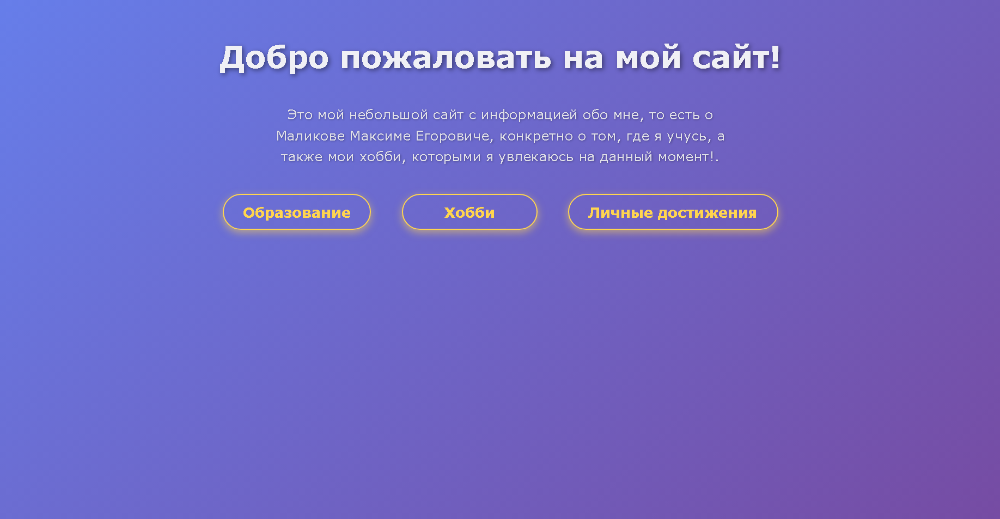 Добро пожаловать на мой сайт!
Это мой небольшой сайт с информацией обо мне, то есть о
Маликове Максиме Егоровиче, конкретно о том, где я учусь, а
также мои хобби, которыми я увлекаюсь на данный момент!.
Образование
Хобби
Личные достижения